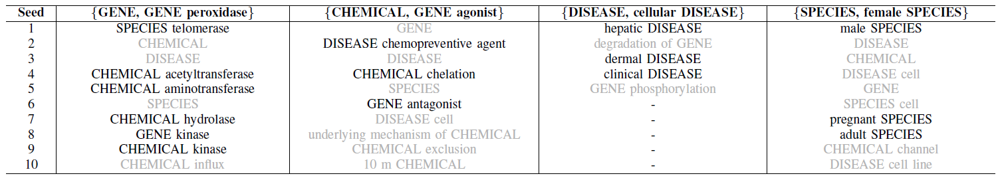 Seed {GENE, GENE peroxidase} {CHEMICAL, GENE agonist} {DISEASE, cellular DISEASE} {SPECIES, female SPECIES}
1 SPECIES telomerase GENE hepatic DISEASE male SPECIES
2 CHEMICAL DISEASE chemopreventive agent degradation of GENE DISEASE
3 DISEASE DISEASE dermal DISEASE CHEMICAL
4 CHEMICAL acetyltransferase CHEMICAL chelation clinical DISEASE DISEASE cell
5 CHEMICAL aminotransferase SPECIES GENE phosphorylation GENE
6 SPECIES GENE antagonist - SPECIES cell
7 CHEMICAL hydrolase DISEASE cell - pregnant SPECIES
8 GENE kinase underlying mechanism of CHEMICAL - adult SPECIES
9 CHEMICAL kinase CHEMICAL exclusion - CHEMICAL channel
10 CHEMICAL influx 10 m CHEMICAL - DISEASE cell line